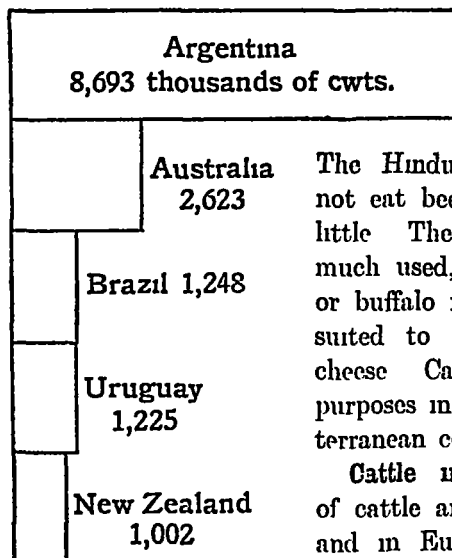 Argentina
8,693 thousands of cwts.
Australia
2,623
Brazil 1,248
Uruguay
1,225
New Zealand
1,002
The Hindu
not eat bee
little The
much used,
or buffalo
suited to
cheese Ca
purposes in
terranean c
Cattle in
of cattle a
and in Eu